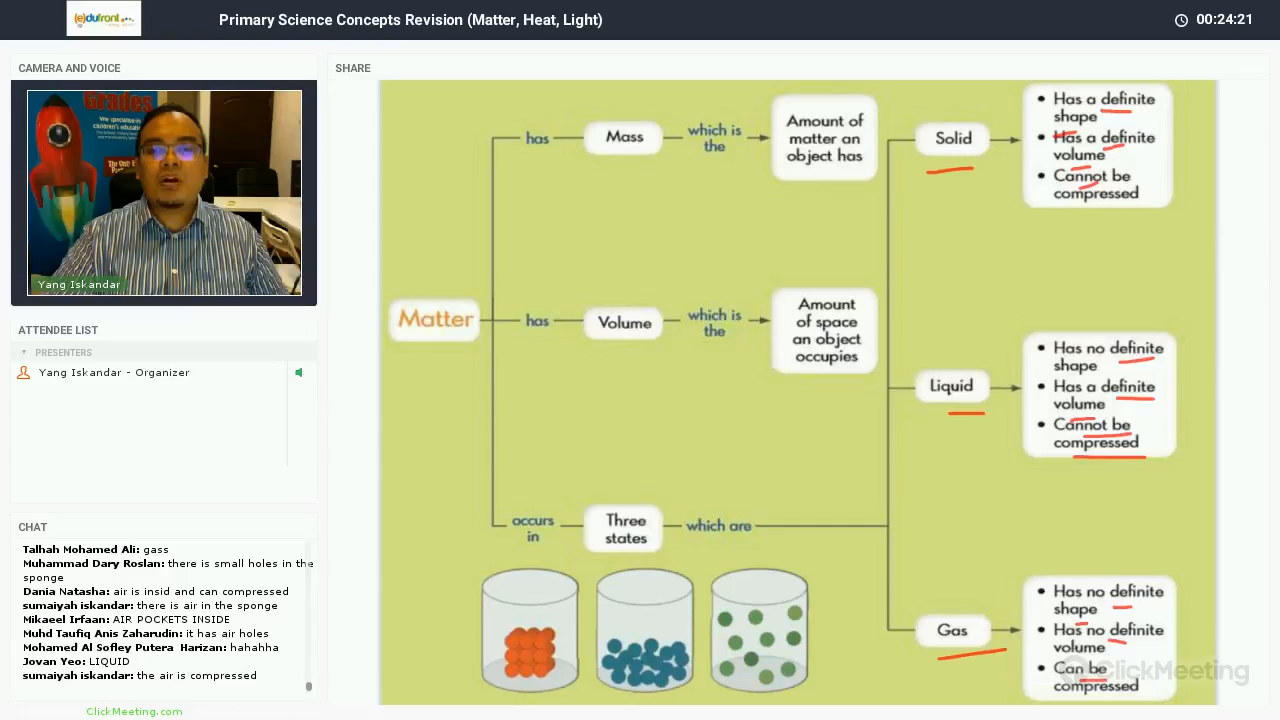 (e)dufront
Primary Science Concepts Revision (Matter, Heat, Light)
00:24:21
CAMERA AND VOICE
Grades
We specialise in
children's education
Yang Iskandar
ATTENDEE LIST
PRESENTERS
Yang Iskandar - Organizer
CHAT
Talhah Mohamed Ali: gass
Muhammad Dary Roslan: there is small holes in the
sponge
Dania Natasha: air is insid and can compressed
sumaiyah iskandar: there is air in the sponge
Mikaeel Irfaan: AIR POCKETS INSIDE
Muhd Taufiq Anis Zaharudin: it has air holes
Mohamed Al Sofley Putera Harizan: hahahha
Jovan Yeo: LIQUID
sumaiyah iskandar: the air is compressed
ClickMeeting.com
SHARE
Matter
has
Mass
which is
the
Amount of
matter an
object has
has
Volume
which is
the
Amount
of space
an object
occupies
occurs
in
Three
states
which are
Solid
• Has a definite
shape
• Has a definite
volume
• Cannot be
compressed
Liquid
• Has no definite
shape
• Has a definite
volume
• Cannot be
compressed
Gas
• Has no definite
shape
• Has no definite
volume
• Can be
compressed
ClickMeeting